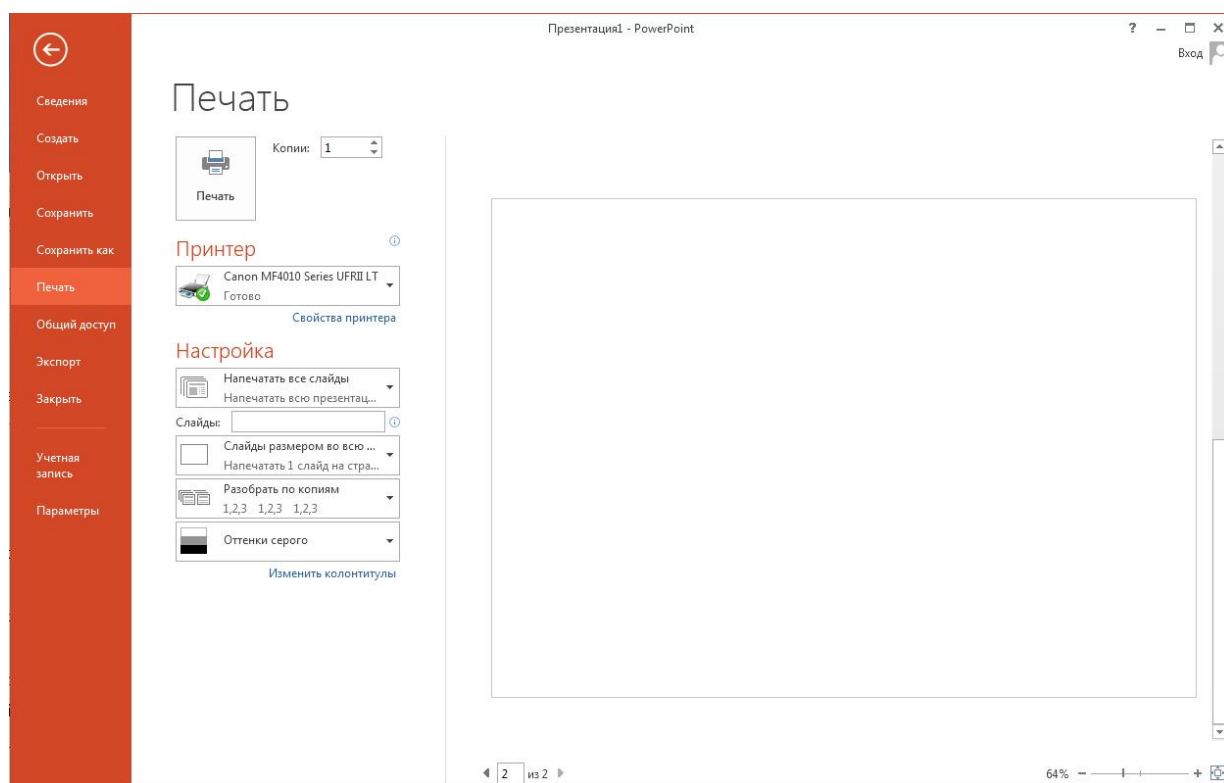 Презентация1 - PowerPoint
?
Вход
Сведения
Создать
Открыть
Сохранить
Сохранить как
Печать
Общий доступ
Экспорт
Закрыть
Учетная
запись
Параметры
Печать
Копии: 1
Печать
Принтер
Canon MF4010 Series UFRII LT
Готово
Свойства принтера
Настройка
Напечатать все слайды
Напечатать всю презентац...
Слайды:
Слайды размером во всю ...
Напечатать 1 слайд на стра...
Разобрать по копиям
1,2,3 1,2,3 1,2,3
Оттенки серого
Изменить колонтитулы
2 из 2
64%